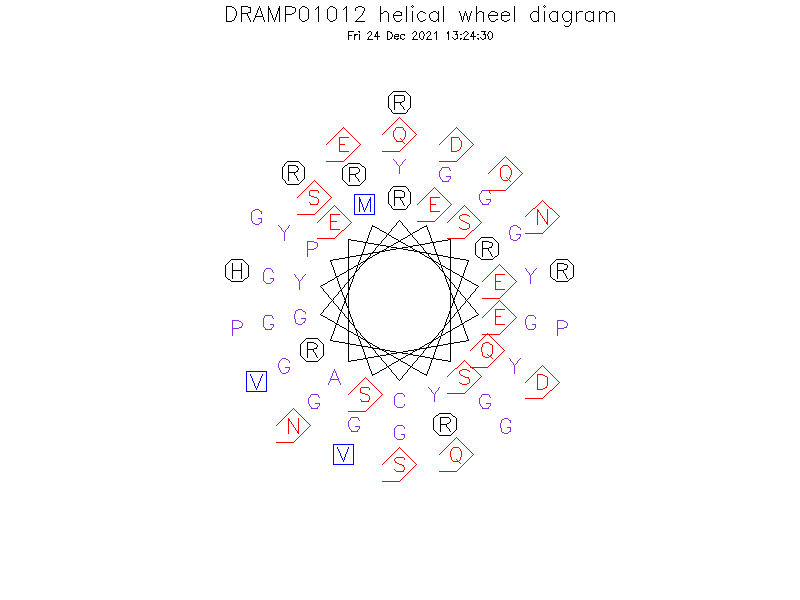 DRAMP01012 helical wheel diagram
Fri 24 Dec 2021 13:24:30
R
E Q D
R R Y G Q
S M R E G
G E S N
Y P R G
H G Y E Y R
P G G E G P
R Q
V G A S Y D
G S C Y G
N G R G
G
V S Q